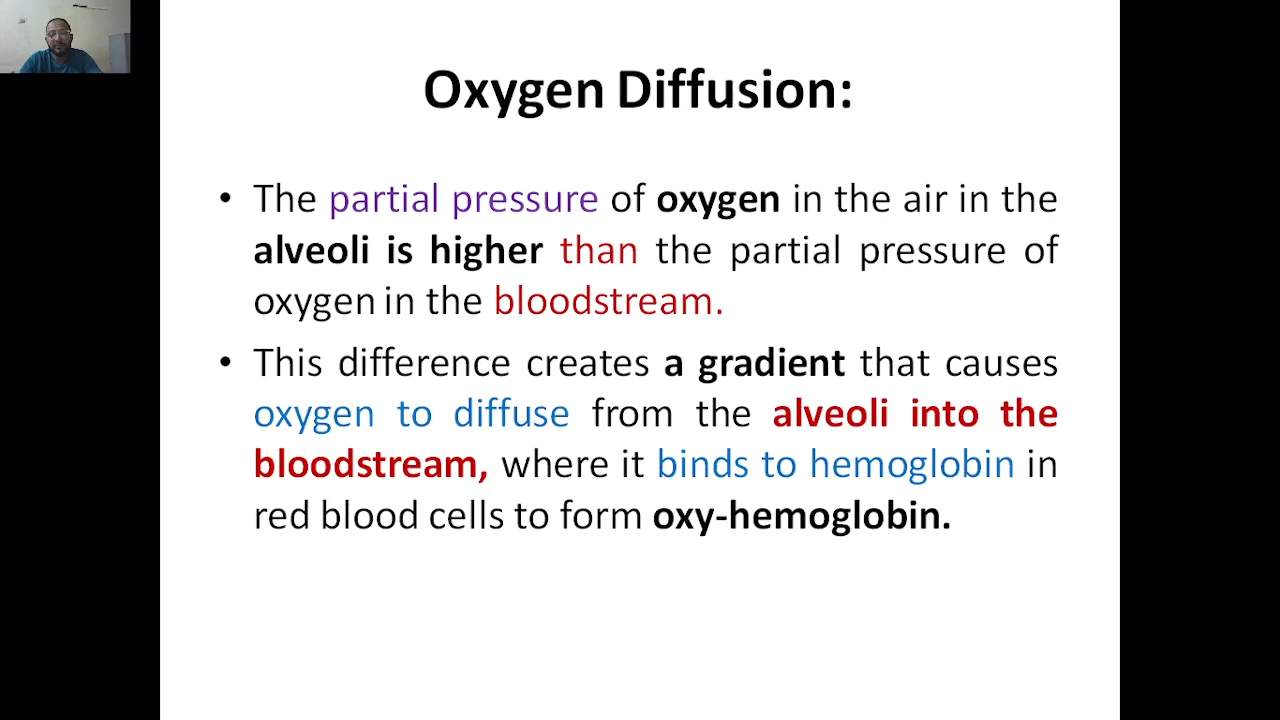 Oxygen Diffusion:
• The partial pressure of oxygen in the air in the
alveoli is higher than the partial pressure of
oxygen in the bloodstream.
• This difference creates a gradient that causes
oxygen to diffuse from the alveoli into the
bloodstream, where it binds to hemoglobin in
red blood cells to form oxy-hemoglobin.